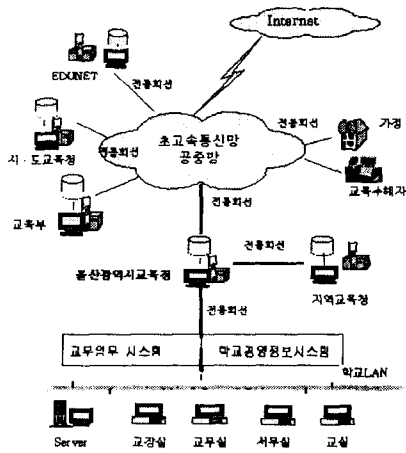 Internet
EDUNET
전용회선
전용회선
가정
초고속통신망
공중망
시·도교육청
전용회선
교육수혜자
전용회선
교육부
전용회선
울산광역시교육청
지역교육청
전용회선
교무업무 시스템
학교경영정보시스템
학교LAN
Server
교장실
교무실
서무실
교실